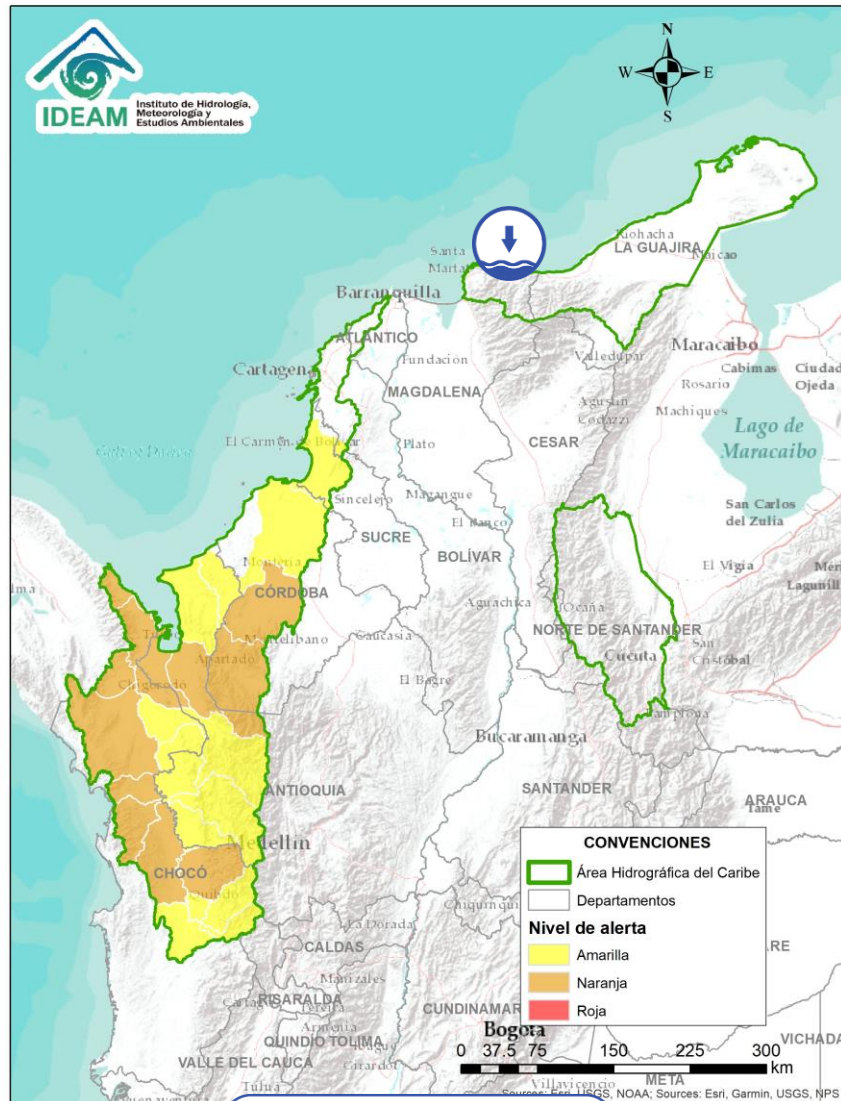 IDEAM
Instituto de Hidrología,
Meteorología y
Estudios Ambientales
N
W
E
S
Riohacha
LA GUAJIRA
Maicao
Santa
Marta
Barranquilla
ATLÁNTICO
Fundación
Cartagena
MAGDALENA
Valledupar
Agustín
Codazzi
Maracaibo
Cabimas
Ciudad
Ojeda
Rosario
Machiques
Lago de
Maracaibo
El Carmen de Bolívar
Plato
CESAR
Sincelejo
Magangue
San Carlos
del Zulia
SUCRE
El Banco
BOLÍVAR
Montería
El Vigía
CÓRDOBA
Aguachica
Ocaña
NORTE DE SANTANDER
Cúcuta
San
Cristóbal
Apartadó
Montelíbano
Caucasia
El Bagre
Chigorodó
Pamplona
Bucaramanga
SANTANDER
ANTIOQUIA
ARAUCA
Tame
Medellín
CHOCÓ
Quibdó
La Dorada
CALDAS
Manizales
RISARALDA
Pereira
Armenia
QUINDÍO
TOLIMA
Girardot
VALLE DEL CAUCA
Tuluá
CUNDINAMAR
Bogotá
Villavicencio
META
VICHADA
CONVENCIONES
Área Hidrográfica del Caribe
Departamentos
Nivel de alerta
Amarilla
Naranja
Roja
0 37.5 75 150 225 300
km
Sources: Esri, USGS, NOAA; Sources: Esri, Garmin, USGS, NPS